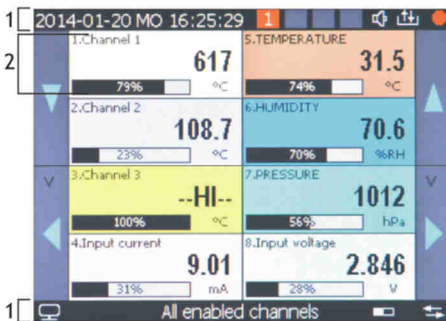 1
2014-01-20 MO 16:25:29 1
2
1.Channel 1
617
79% °C
5.TEMPERATURE
31.5
74% °C
2.Channel 2
108.7
23% °C
6.HUMIDITY
70.6
70% %RH
3.Channel 3
--HI--
100% °C
7.PRESSURE
1012
56% hPa
4.Input current
9.01
31% mA
8.Input voltage
2.846
28% V
V
V
1
All enabled channels